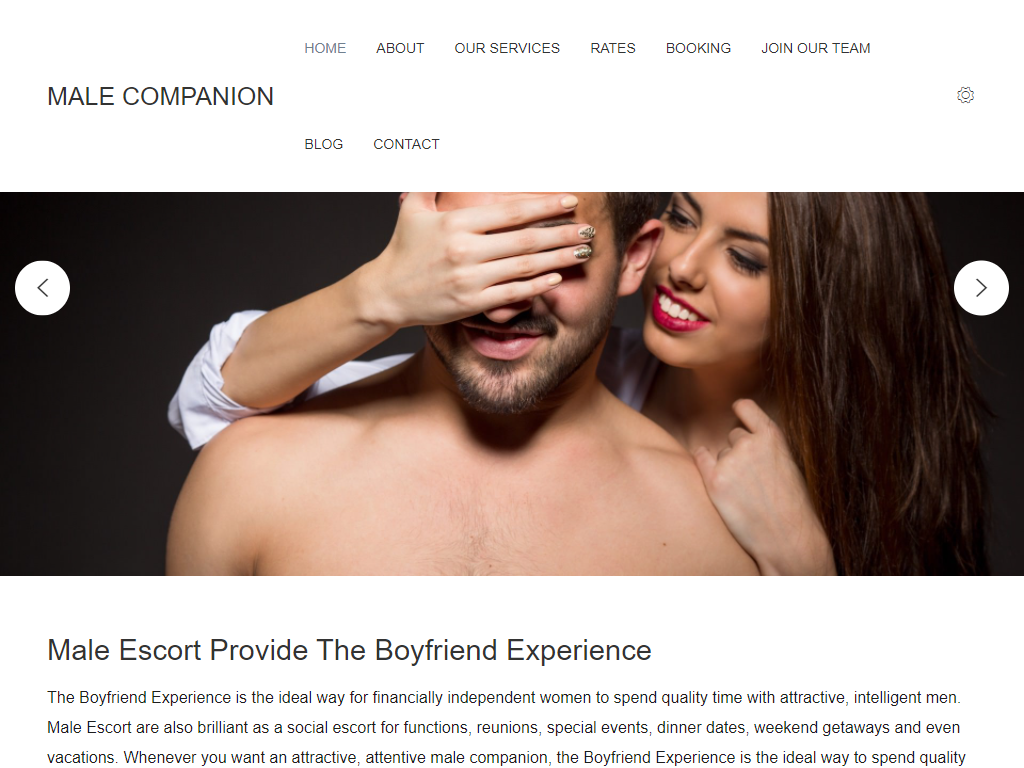 HOME ABOUT OUR SERVICES RATES BOOKING JOIN OUR TEAM
MALE COMPANION
BLOG CONTACT
Male Escort Provide The Boyfriend Experience
The Boyfriend Experience is the ideal way for financially independent women to spend quality time with attractive, intelligent men.
Male Escort are also brilliant as a social escort for functions, reunions, special events, dinner dates, weekend getaways and even
vacations. Whenever you want an attractive, attentive male companion, the Boyfriend Experience is the ideal way to spend quality